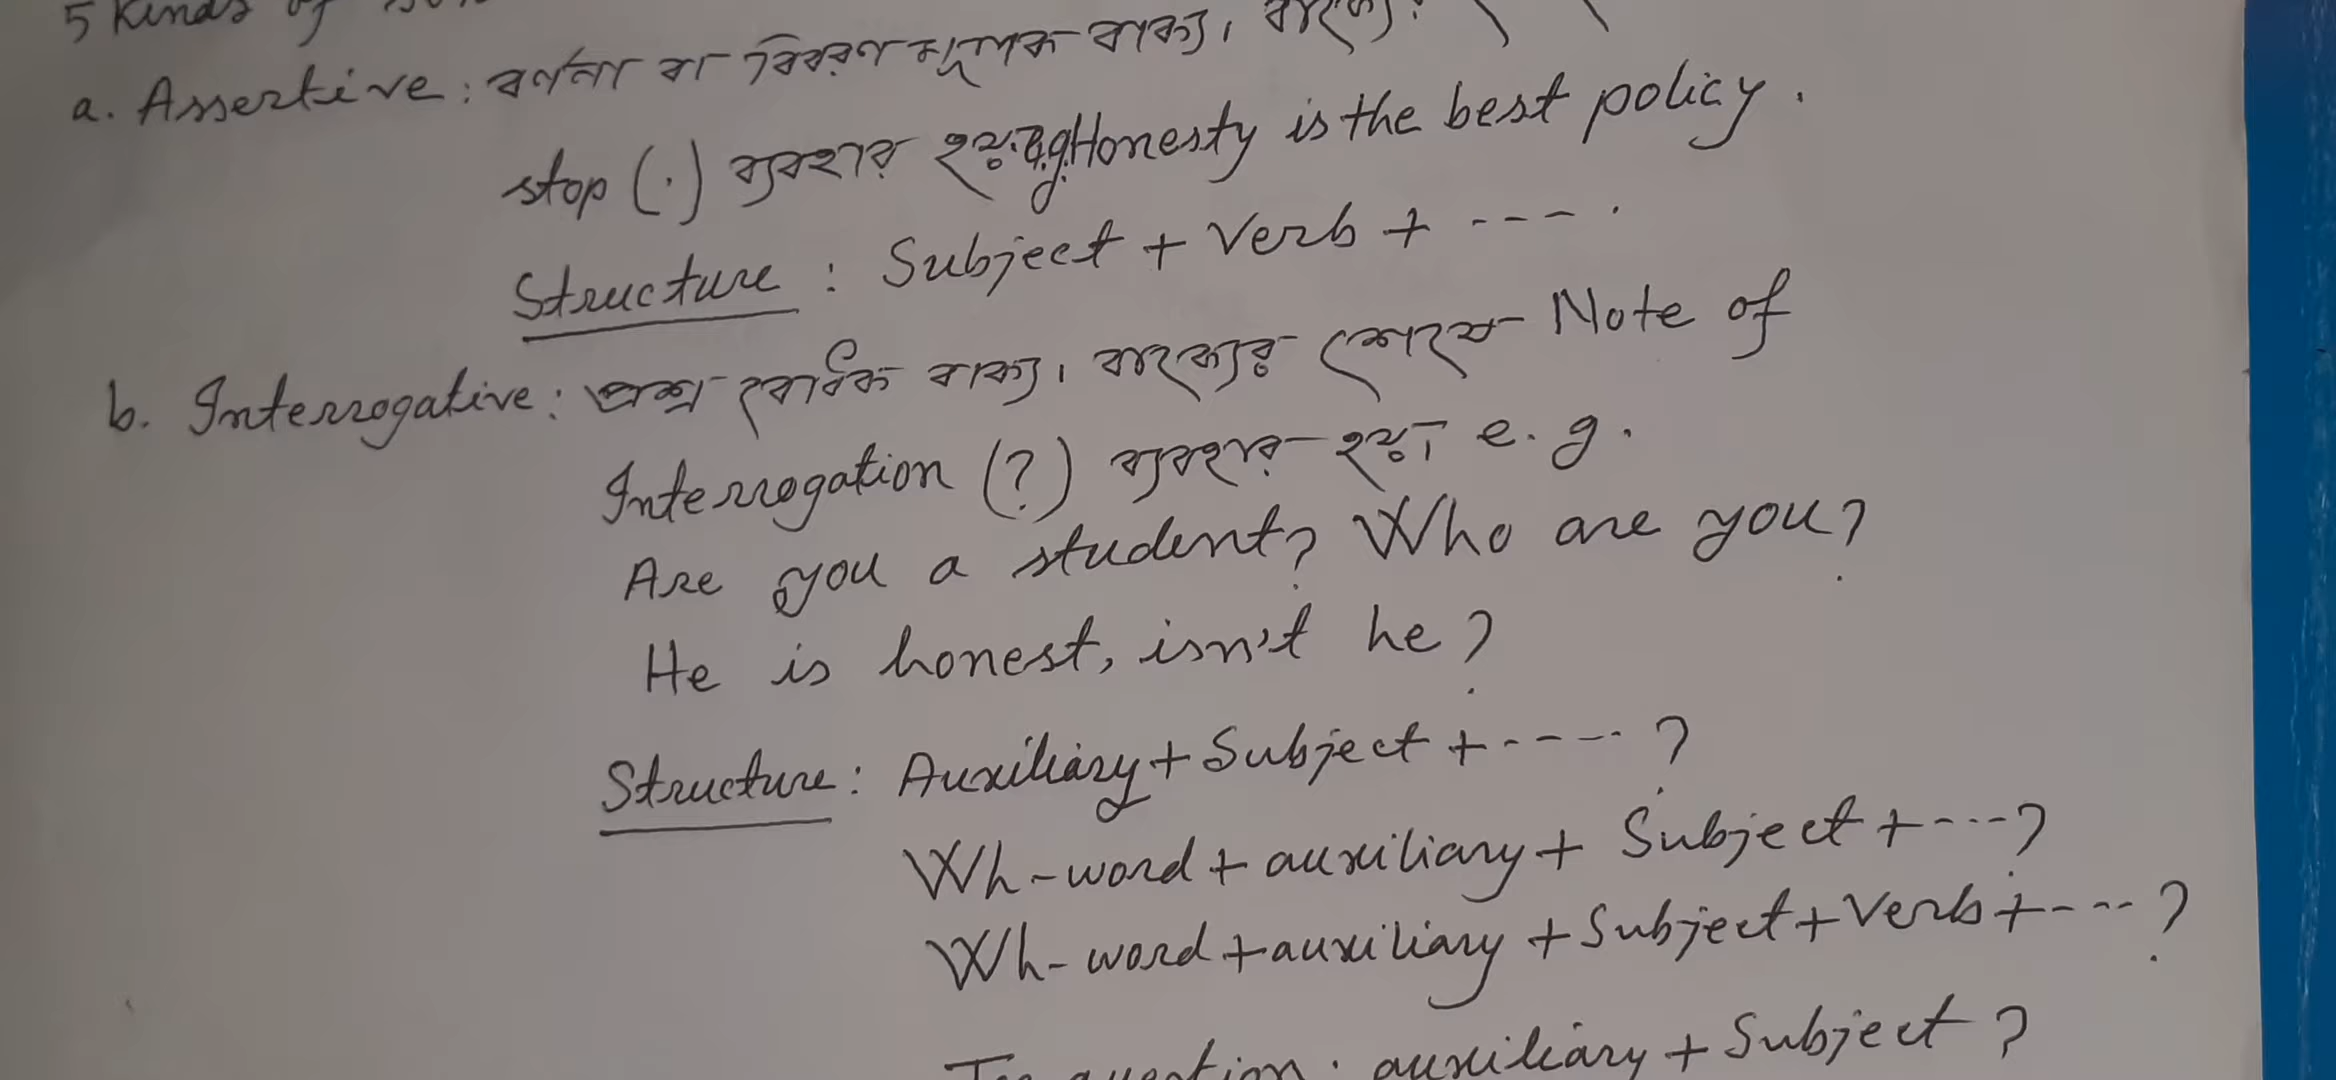 5 Kinds of
a. Assertive: বর্ণনা বা বিবরণ মূলক বাক্য।
stop (.) ব্যবহার হয়. e.g. Honesty is the best policy.
Structure: Subject + Verb + ----.
b. Interrogative: প্রশ্ন বোধক বাক্য। বাক্যের শেষে Note of
Interrogation (?) ব্যবহার হয়। e.g.
Are you a student? Who are you?
He is honest, isn't he?
Structure: Auxiliary + Subject + ----- ?
Wh-word + auxiliary + Subject + ----?
Wh-word + auxiliary + Subject + Verb + ---- ?
question: auxiliary + Subject ?